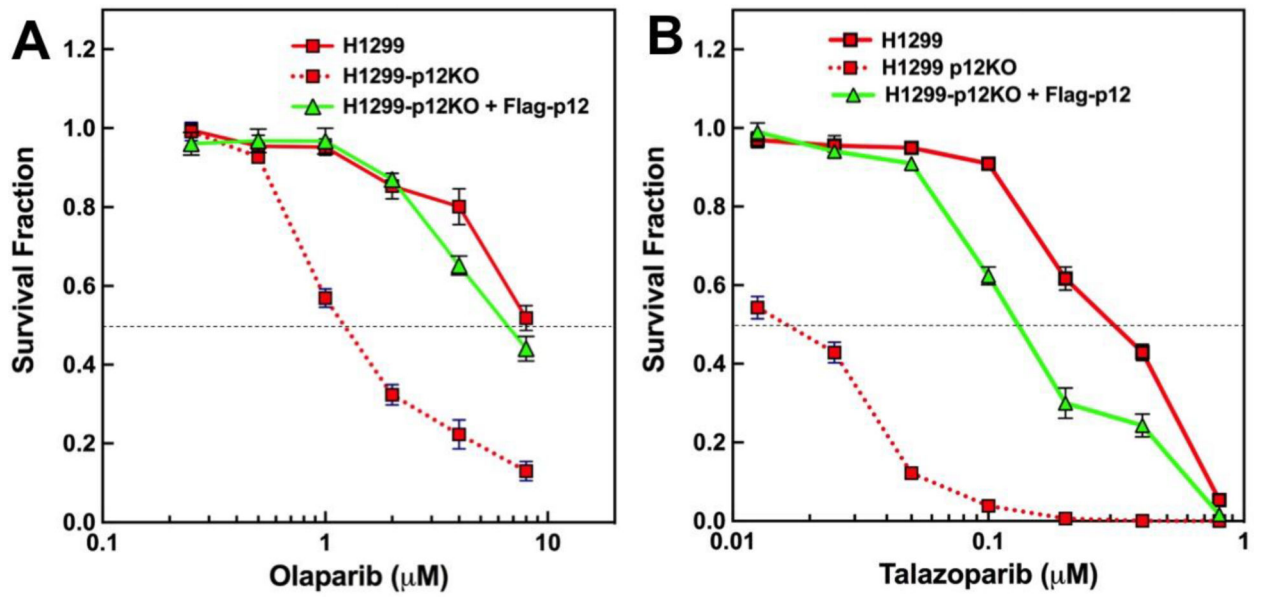 A
H1299
H1299-p12KO
H1299-p12KO + Flag-p12
Survival Fraction
1.2
1.0
0.8
0.6
0.4
0.2
0.0
0.1
1
10
Olaparib (μM)
B
H1299
H1299 p12KO
H1299-p12KO + Flag-p12
Survival Fraction
1.2
1.0
0.8
0.6
0.4
0.2
0.0
0.01
0.1
1
Talazoparib (μM)